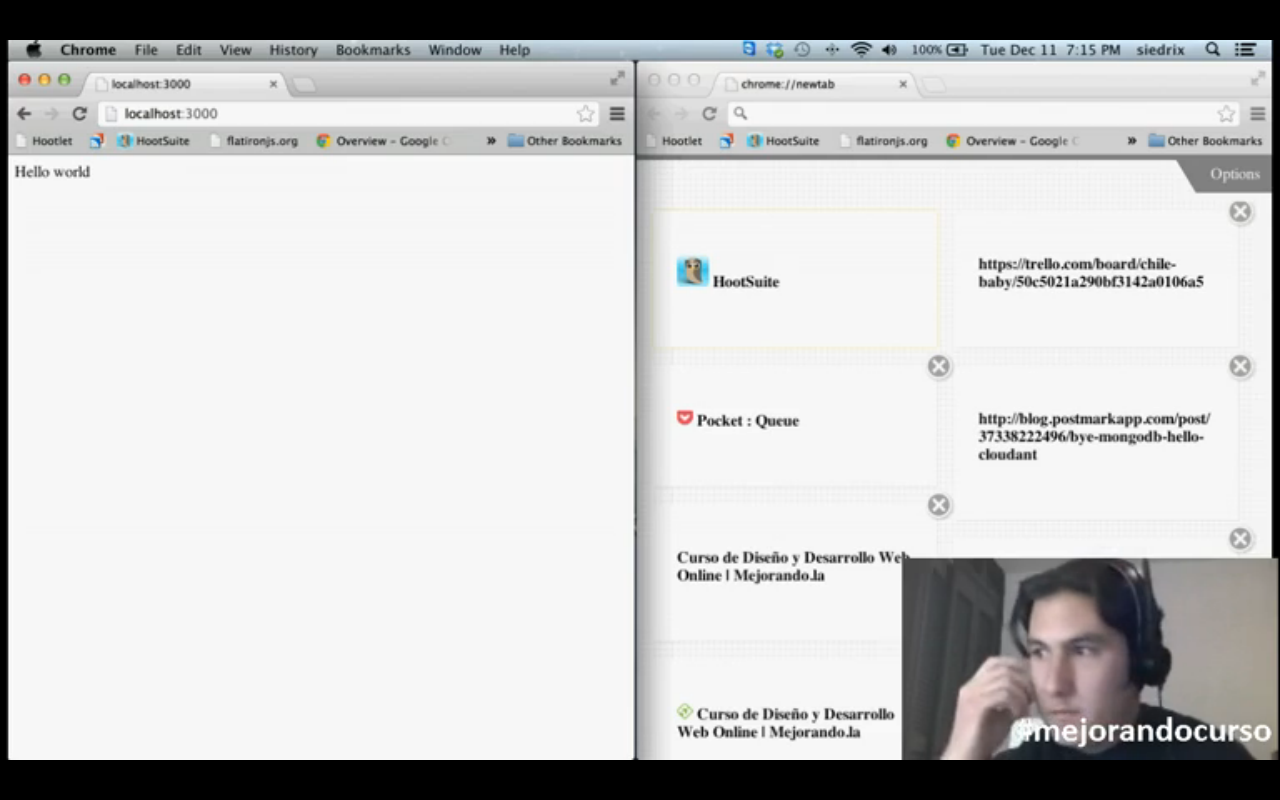 Chrome File Edit View History Bookmarks Window Help 100% Tue Dec 11 7:15 PM siedrix
localhost:3000
localhost:3000
Hootlet HootSuite flatironjs.org Overview – Google C » Other Bookmarks
Hello world
chrome://newtab
Hootlet HootSuite flatironjs.org Overview – Google C » Other Bookmarks
Options
HootSuite
https://trello.com/board/chile-
baby/50c5021a290bf3142a0106a5
Pocket : Queue
http://blog.postmarkapp.com/post/
37338222496/bye-mongodb-hello-
cloudant
Curso de Diseño y Desarrollo Web
Online | Mejorando.la
Curso de Diseño y Desarrollo
Web Online | Mejorando.la
#mejorandocurso